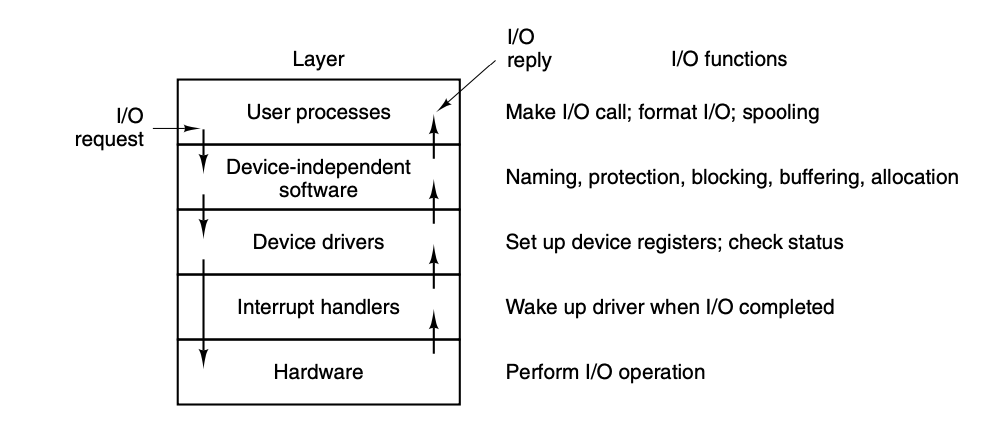 I/O
reply
Layer
I/O functions
I/O
request
User processes
Make I/O call; format I/O; spooling
Device-independent
software
Naming, protection, blocking, buffering, allocation
Device drivers
Set up device registers; check status
Interrupt handlers
Wake up driver when I/O completed
Hardware
Perform I/O operation